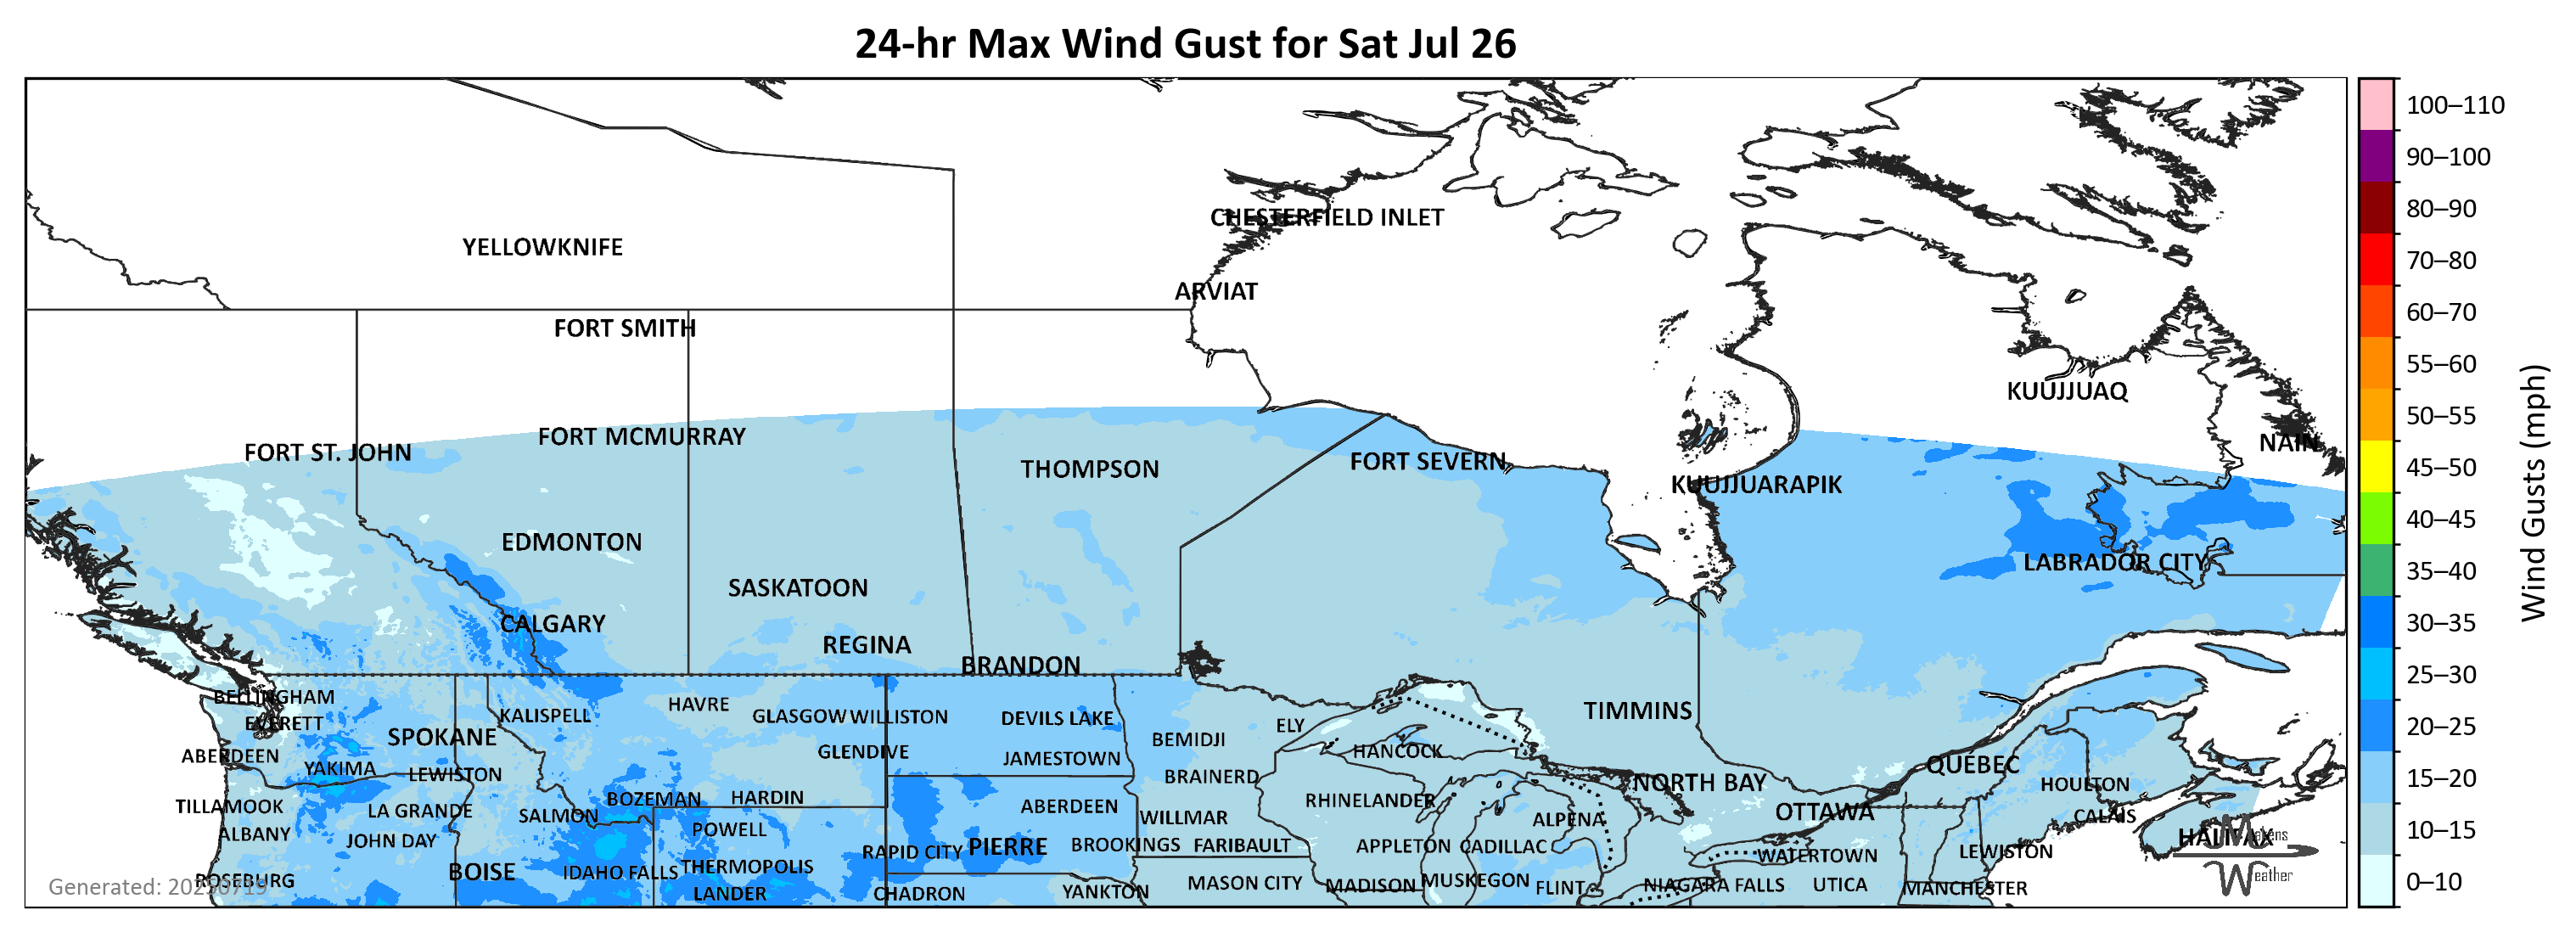 24-hr Max Wind Gust for Sat Jul 26
100–110
90–100
80–90
70–80
60–70
55–60
50–55
45–50
40–45
35–40
30–35
25–30
20–25
15–20
10–15
0–10
Wind Gusts (mph)
CHESTERFIELD INLET
YELLOWKNIFE
ARVIAT
FORT SMITH
KUUJJUAQ
FORT MCMURRAY
NAIN
FORT ST. JOHN
FORT SEVERN
THOMPSON
KUUJJUARAPIK
EDMONTON
LABRADOR CITY
SASKATOON
CALGARY
REGINA
BRANDON
BELLINGHAM
HAVRE
TIMMINS
KALISPELL
GLASGOW
WILLISTON
DEVILS LAKE
EVERETT
ELY
SPOKANE
BEMIDJI
HANCOCK
GLENDIVE
ABERDEEN
JAMESTOWN
QUÉBEC
YAKIMA
LEWISTON
BRAINERD
NORTH BAY
HOULTON
BOZEMAN
HARDIN
RHINELANDER
TILLAMOOK
ABERDEEN
LA GRANDE
OTTAWA
SALMON
WILLMAR
CALAIS
ALPENA
POWELL
ALBANY
HALIFAX
Makens
Weather
JOHN DAY
BROOKINGS
FARIBAULT
APPLETON
CADILLAC
PIERRE
RAPID CITY
LEWISTON
WATERTOWN
THERMOPOLIS
BOISE
IDAHO FALLS
ROSEBURG
MUSKEGON
MASON CITY
MADISON
NIAGARA FALLS
UTICA
FLINT
MANCHESTER
YANKTON
LANDER
CHADRON
Generated: 20250719